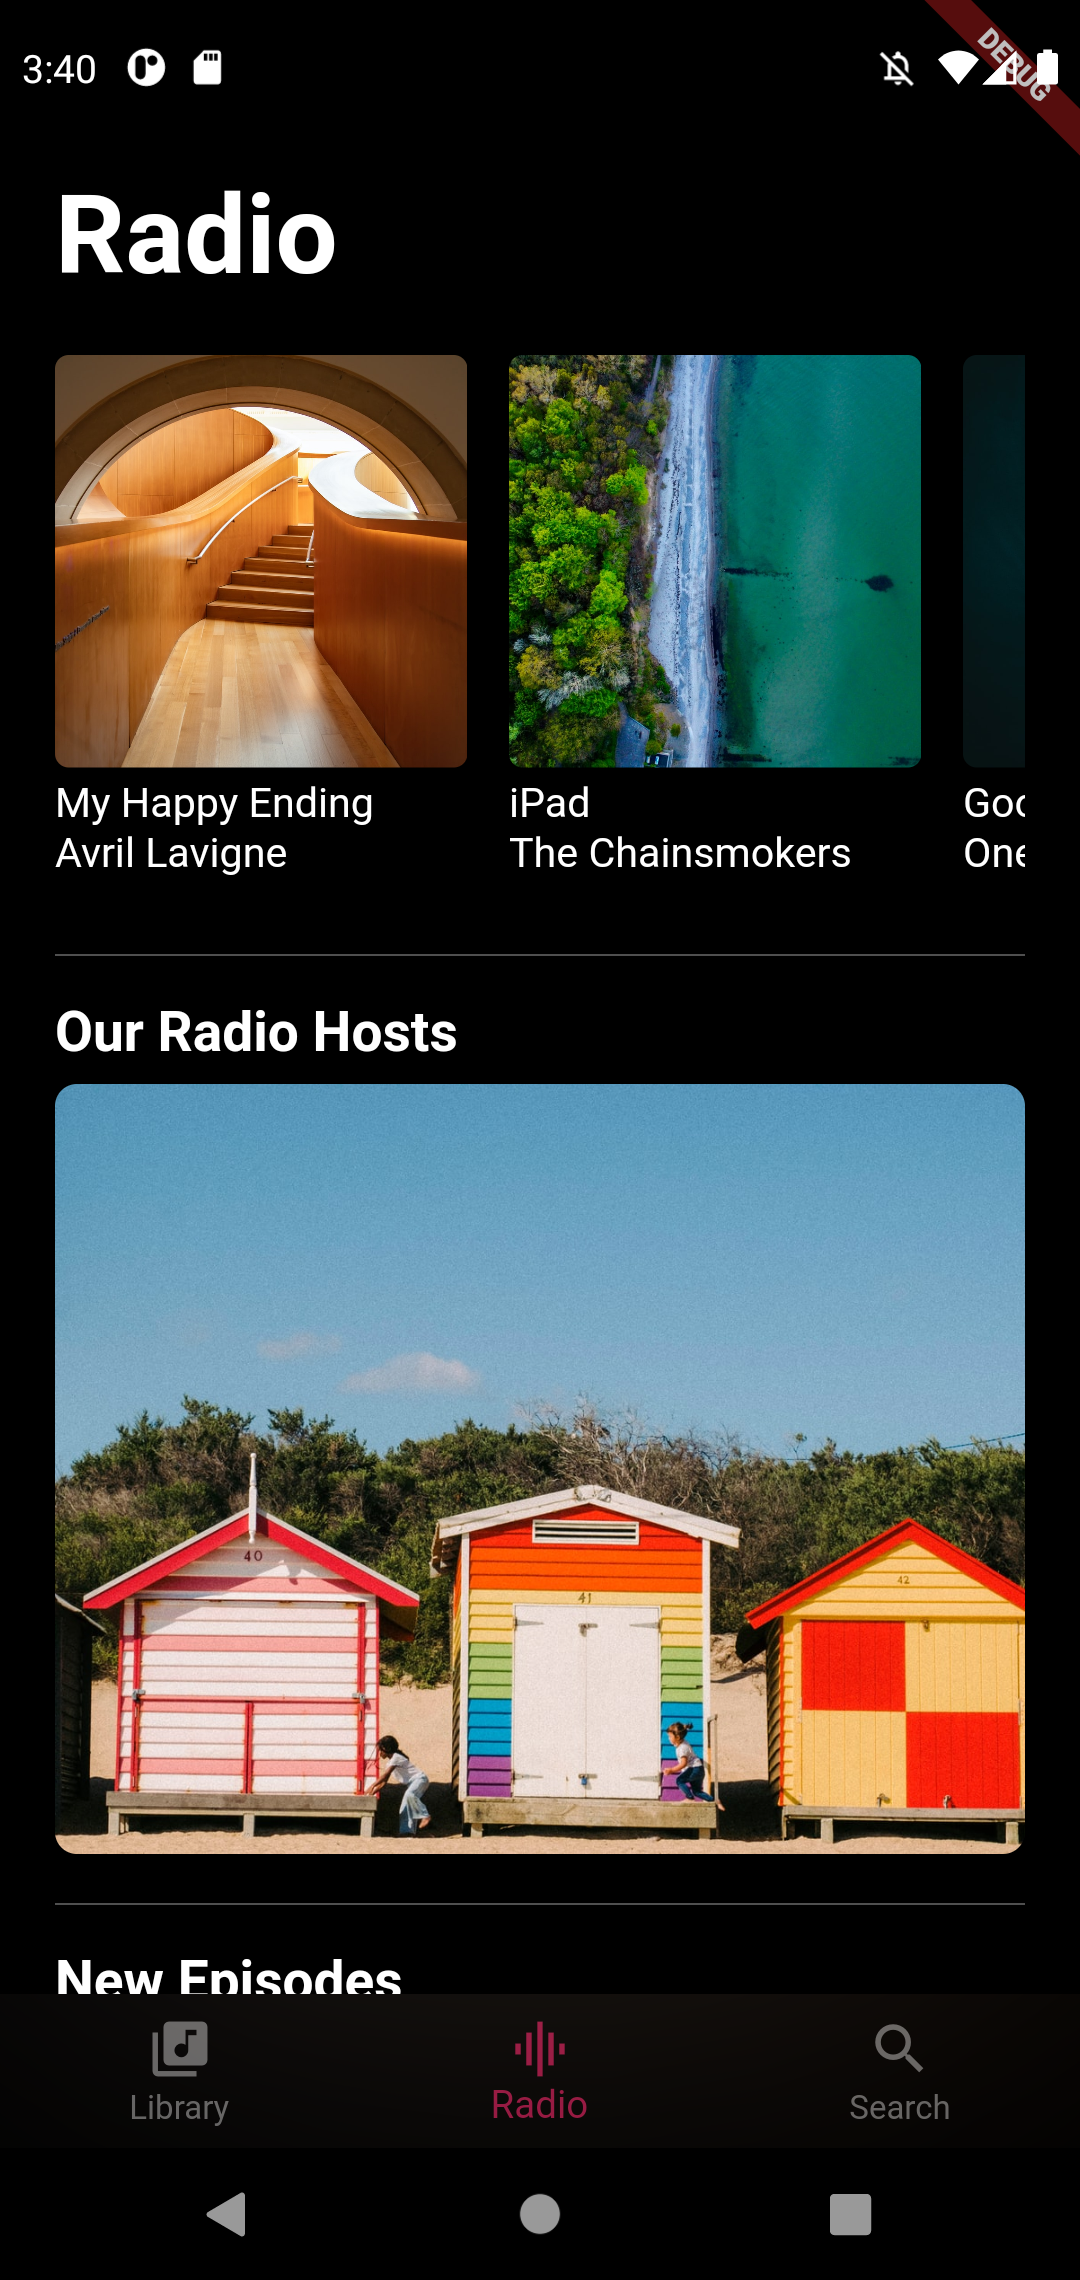 3:40
DEBUG
Radio
My Happy Ending
Avril Lavigne
iPad
The Chainsmokers
One
Our Radio Hosts
40
41
42
New Episodes
Library
Radio
Search